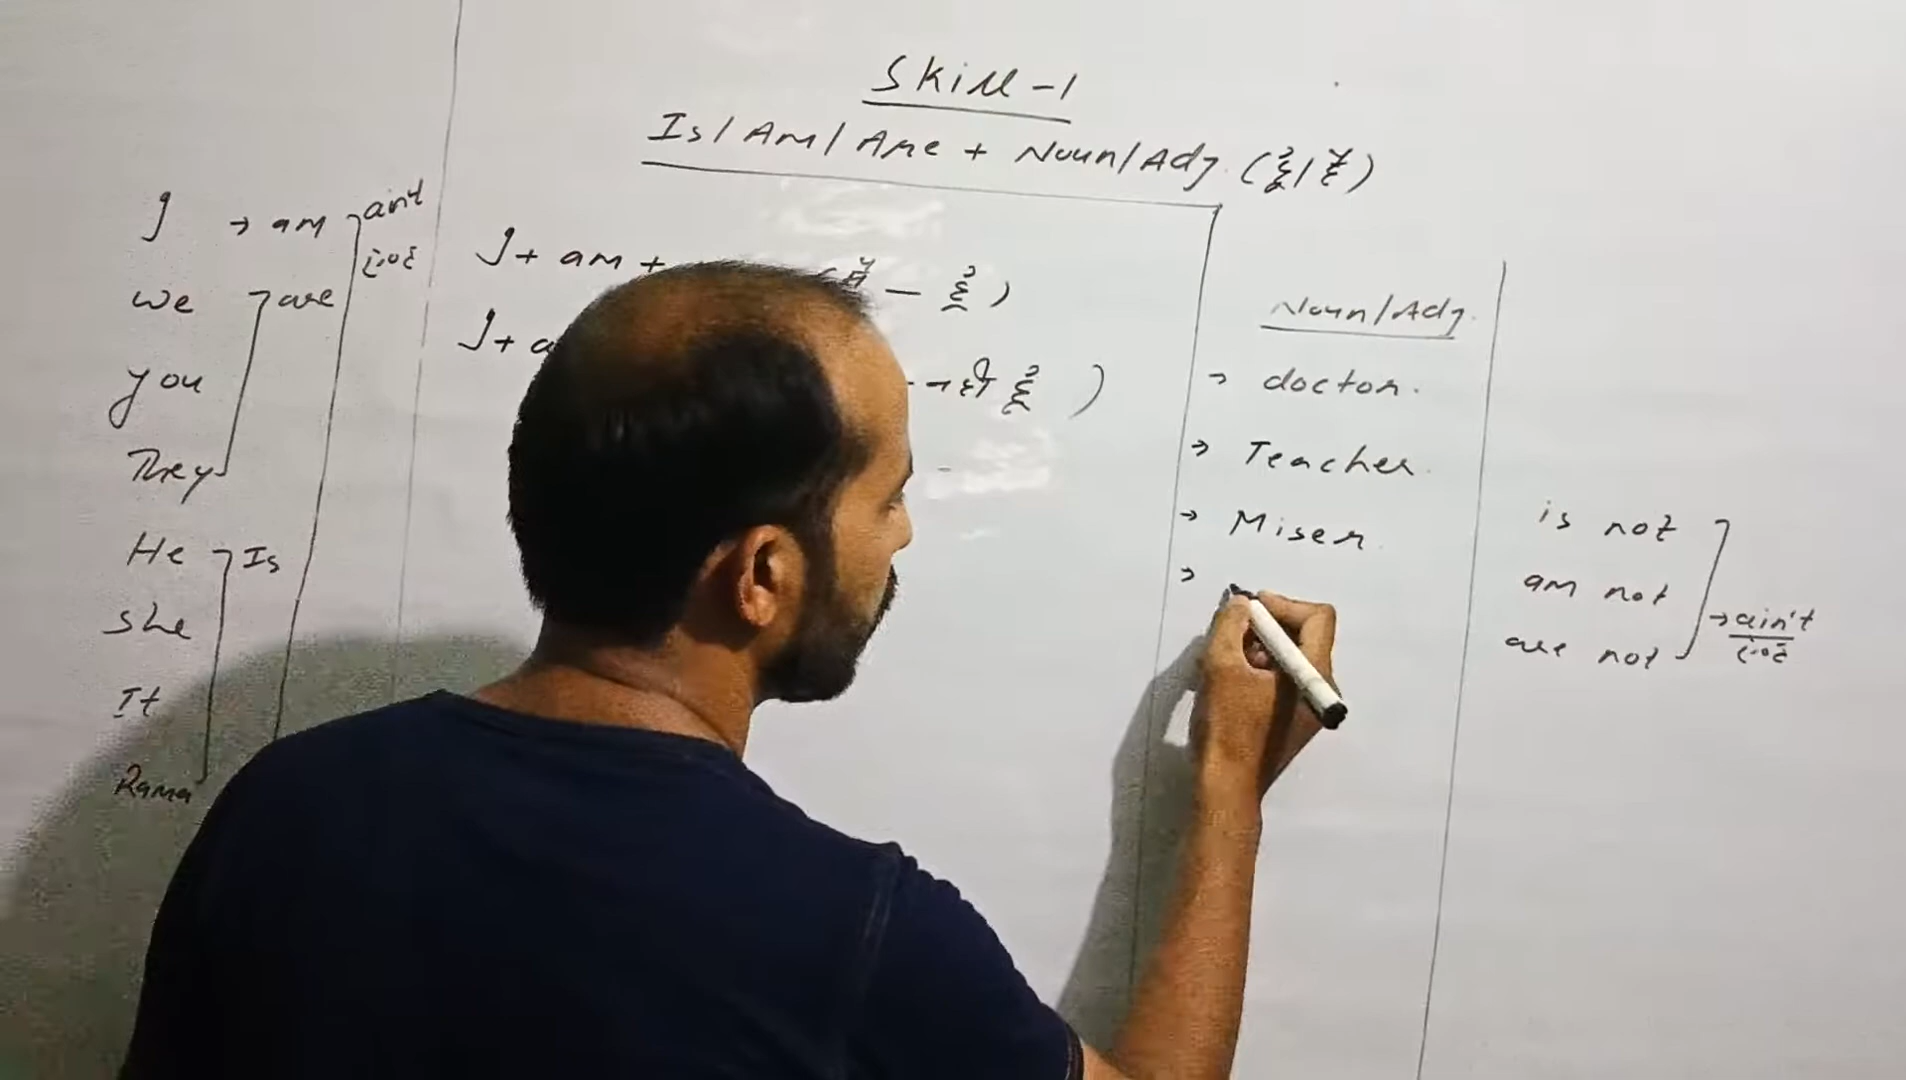 Skill-1
Is/Am/Are + Noun/Adj.
I → am ain't
we are
you
They
He Is
she
It
Rama
I + am +
I + a
Noun/Adj.
→ doctor.
→ Teacher.
→ Miser.
→
is not
am not
are not → ain't